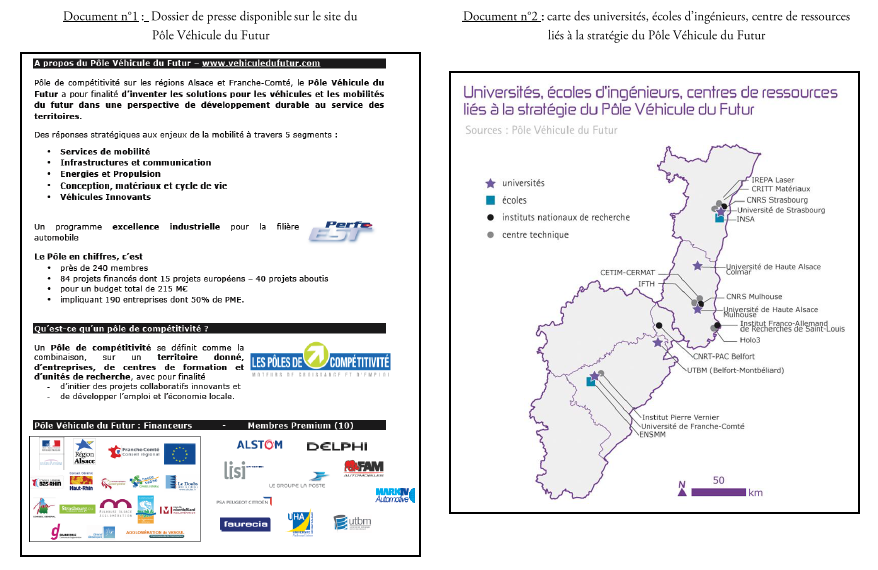 Document n°1 : Dossier de presse disponible sur le site du
Pôle Véhicule du Futur
A propos du Pôle Véhicule du Futur – www.vehiculedufutur.com
Pôle de compétitivité sur les régions Alsace et Franche-Comté, le Pôle Véhicule du
Futur a pour finalité d'inventer les solutions pour les véhicules et les mobilités
du futur dans une perspective de développement durable au service des
territoires.
Des réponses stratégiques aux enjeux de la mobilité à travers 5 segments :
• Services de mobilité
• Infrastructures et communication
• Energies et Propulsion
• Conception, matériaux et cycle de vie
• Véhicules Innovants
Un programme excellence industrielle pour la filière
automobile
Perfo
EST
Le Pôle en chiffres, c'est
• près de 240 membres
• 84 projets financés dont 15 projets européens – 40 projets aboutis
• pour un budget total de 215 M€
• impliquant 190 entreprises dont 50% de PME.
Qu'est-ce qu'un pôle de compétitivité ?
Un Pôle de compétitivité se définit comme la
combinaison, sur un territoire donné,
d'entreprises, de centres de formation et
d'unités de recherche, avec pour finalité
- d'initier des projets collaboratifs innovants et
- de développer l'emploi et l'économie locale.
LES PÔLES DE COMPÉTITIVITÉ
MOTEURS DE CROISSANCE ET D'EMPLOI
Pôle Véhicule du Futur : Financeurs - Membres Premium (10)
Région
Alsace
Franche-Comté
BAS-RHIN
Haut-Rhin
Le Doubs
Strasbourg
ALSTOM
DELPHI
lisi
LE GROUPE LA POSTE
FAM
AUTOMOBILES
PSA PEUGEOT CITROËN
MARK IV
Automotive
faurecia
UHA
utbm
Document n°2 : carte des universités, écoles d'ingénieurs, centre de ressources
liés à la stratégie du Pôle Véhicule du Futur
Universités, écoles d'ingénieurs, centres de ressources
liés à la stratégie du Pôle Véhicule du Futur
Sources : Pôle Véhicule du Futur
universités
écoles
instituts nationaux de recherche
centre technique
IREPA Laser
CRITT Matériaux
CNRS Strasbourg
Université de Strasbourg
INSA
Université de Haute Alsace
Colmar
CETIM-CERMAT
IFTH
CNRS Mulhouse
Université de Haute Alsace
Mulhouse
Institut Franco-Allemand
de Recherches de Saint-Louis
Holo3
CNRT-PAC Belfort
UTBM (Belfort-Montbéliard)
Institut Pierre Vernier
Université de Franche-Comté
ENSMM
N
50
km